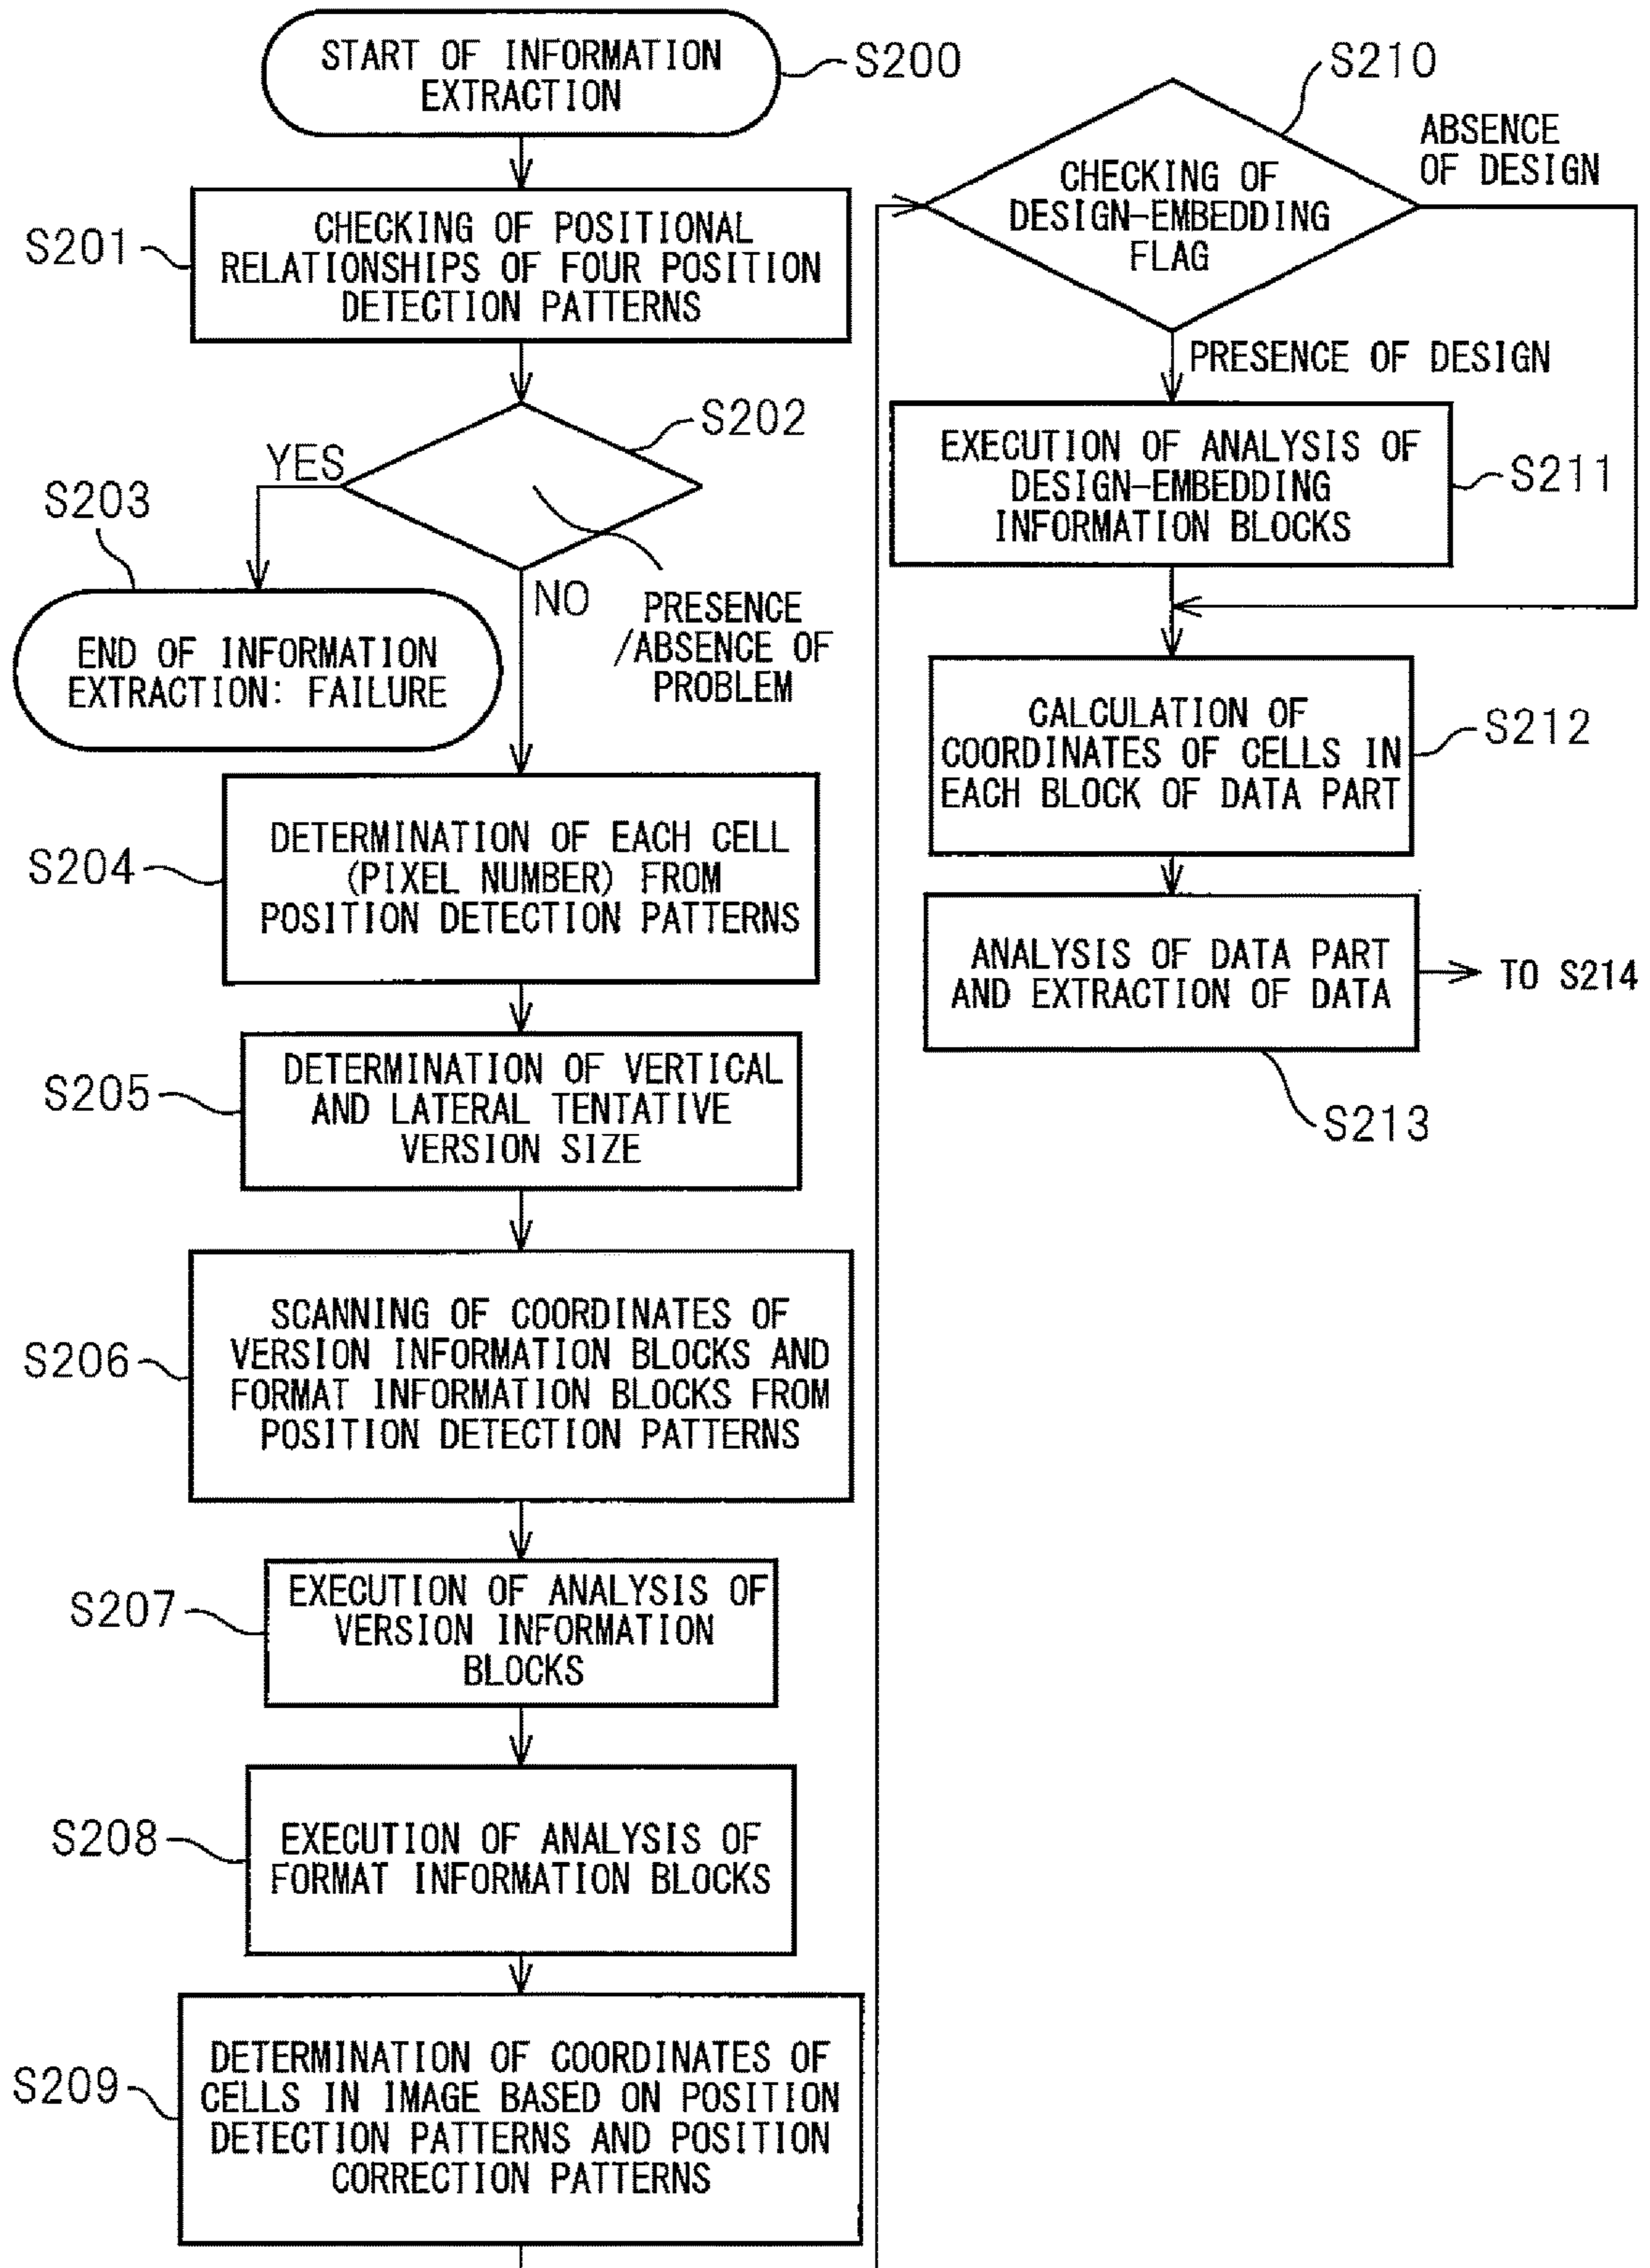 START OF INFORMATION
EXTRACTION
S200
S201
CHECKING OF POSITIONAL
RELATIONSHIPS OF FOUR POSITION
DETECTION PATTERNS
S202
YES
NO
PRESENCE
/ABSENCE OF
PROBLEM
S203
END OF INFORMATION
EXTRACTION: FAILURE
S204
DETERMINATION OF EACH CELL
(PIXEL NUMBER) FROM
POSITION DETECTION PATTERNS
S205
DETERMINATION OF VERTICAL
AND LATERAL TENTATIVE
VERSION SIZE
S206
SCANNING OF COORDINATES OF
VERSION INFORMATION BLOCKS AND
FORMAT INFORMATION BLOCKS FROM
POSITION DETECTION PATTERNS
S207
EXECUTION OF ANALYSIS OF
VERSION INFORMATION
BLOCKS
S208
EXECUTION OF ANALYSIS OF
FORMAT INFORMATION BLOCKS
S209
DETERMINATION OF COORDINATES OF
CELLS IN IMAGE BASED ON POSITION
DETECTION PATTERNS AND POSITION
CORRECTION PATTERNS
S210
CHECKING OF
DESIGN-EMBEDDING
FLAG
ABSENCE
OF DESIGN
PRESENCE OF DESIGN
EXECUTION OF ANALYSIS OF
DESIGN-EMBEDDING
INFORMATION BLOCKS
S211
CALCULATION OF
COORDINATES OF CELLS IN
EACH BLOCK OF DATA PART
S212
ANALYSIS OF DATA PART
AND EXTRACTION OF DATA
TO S214
S213